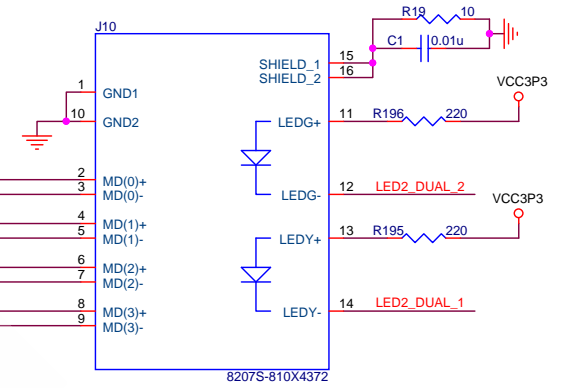 J10
R19 10
C1 0.01u
SHIELD_1 15
SHIELD_2 16
VCC3P3
1 GND1
10 GND2
LEDG+ 11 R196 220
2 MD(0)+
3 MD(0)-
LEDG- 12 LED2_DUAL_2
VCC3P3
4 MD(1)+
5 MD(1)-
LEDY+ 13 R195 220
6 MD(2)+
7 MD(2)-
8 MD(3)+
9 MD(3)-
LEDY- 14 LED2_DUAL_1
8207S-810X4372